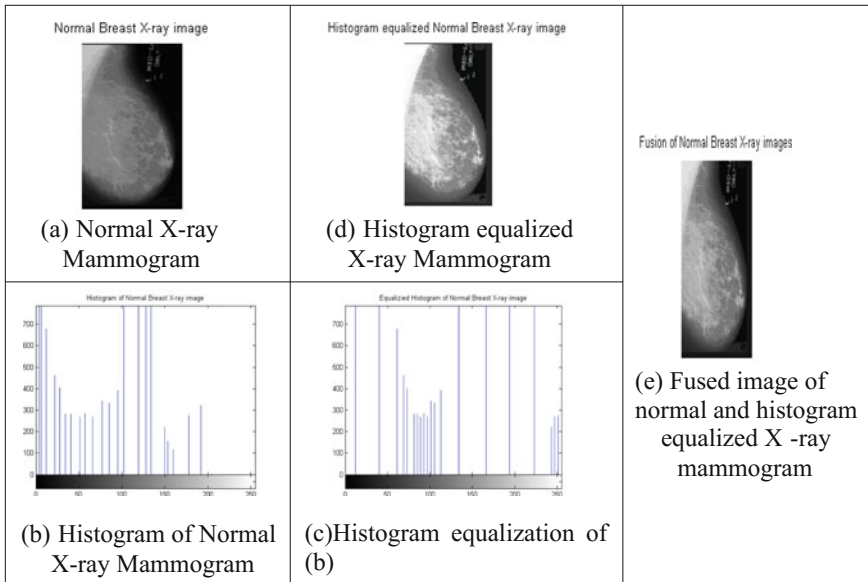 Normal Breast X-ray image
(a) Normal X-ray
Mammogram
Histogram equalized Normal Breast X-ray image
(d) Histogram equalized
X-ray Mammogram
Fusion of Normal Breast X-ray images
(e) Fused image of
normal and histogram
equalized X -ray
mammogram
Histogram of Normal Breast X-ray image
700
600
500
400
300
200
100
0
0 50 100 150 200 250
(b) Histogram of Normal
X-ray Mammogram
Equalized Histogram of Normal Breast X-ray image
700
600
500
400
300
200
100
0
0 50 100 150 200 250
(c)Histogram equalization of
(b)